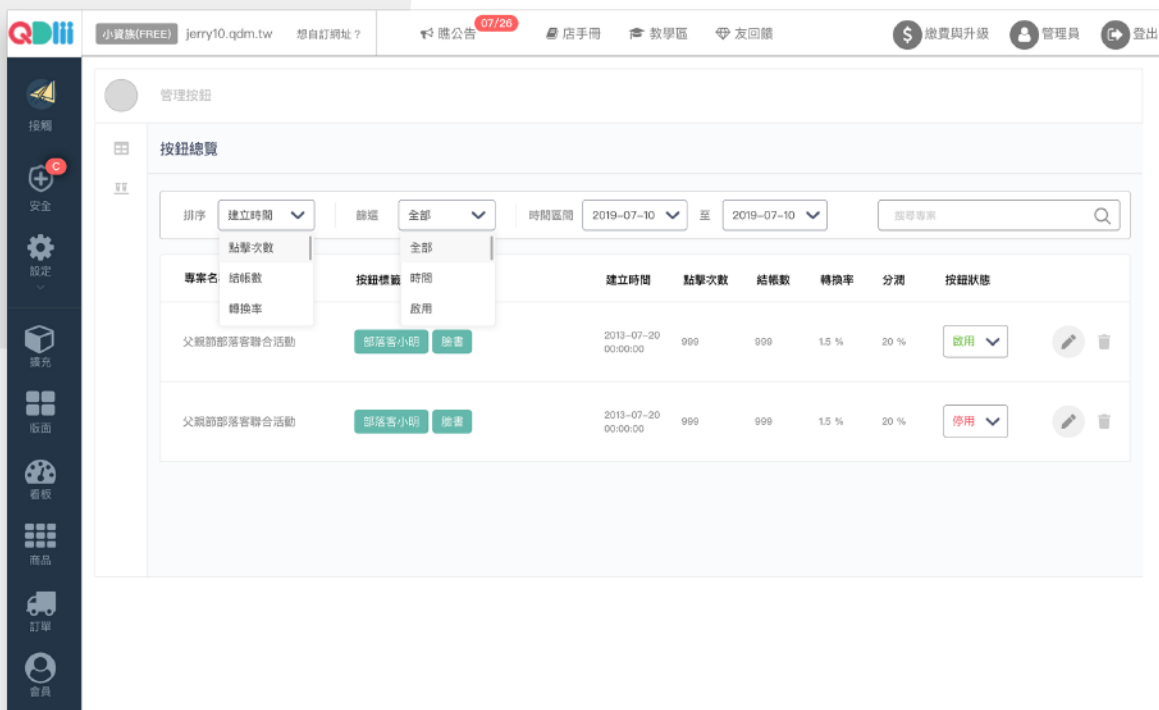 QDlii
小資族(FREE) jerry10.qdm.tw 想自訂網址？ 瞧公告 07/26 店手冊 教學區 友回饋 $ 繳費與升級 管理員 登出
接觸
C
安全
設定
擴充
版面
看板
商品
訂單
會員
管理按鈕
按鈕總覽
排序 建立時間 篩選 全部 時間區間 2019-07-10 至 2019-07-10 搜尋專案
點擊次數
結帳數
轉換率
全部
時間
啟用
專案名 按鈕標籤 建立時間 點擊次數 結帳數 轉換率 分潤 按鈕狀態
父親節部落客聯合活動 部落客小明 臉書 2013-07-20 00:00:00 999 999 1.5 % 20 % 啟用
父親節部落客聯合活動 部落客小明 臉書 2013-07-20 00:00:00 999 999 1.5 % 20 % 停用